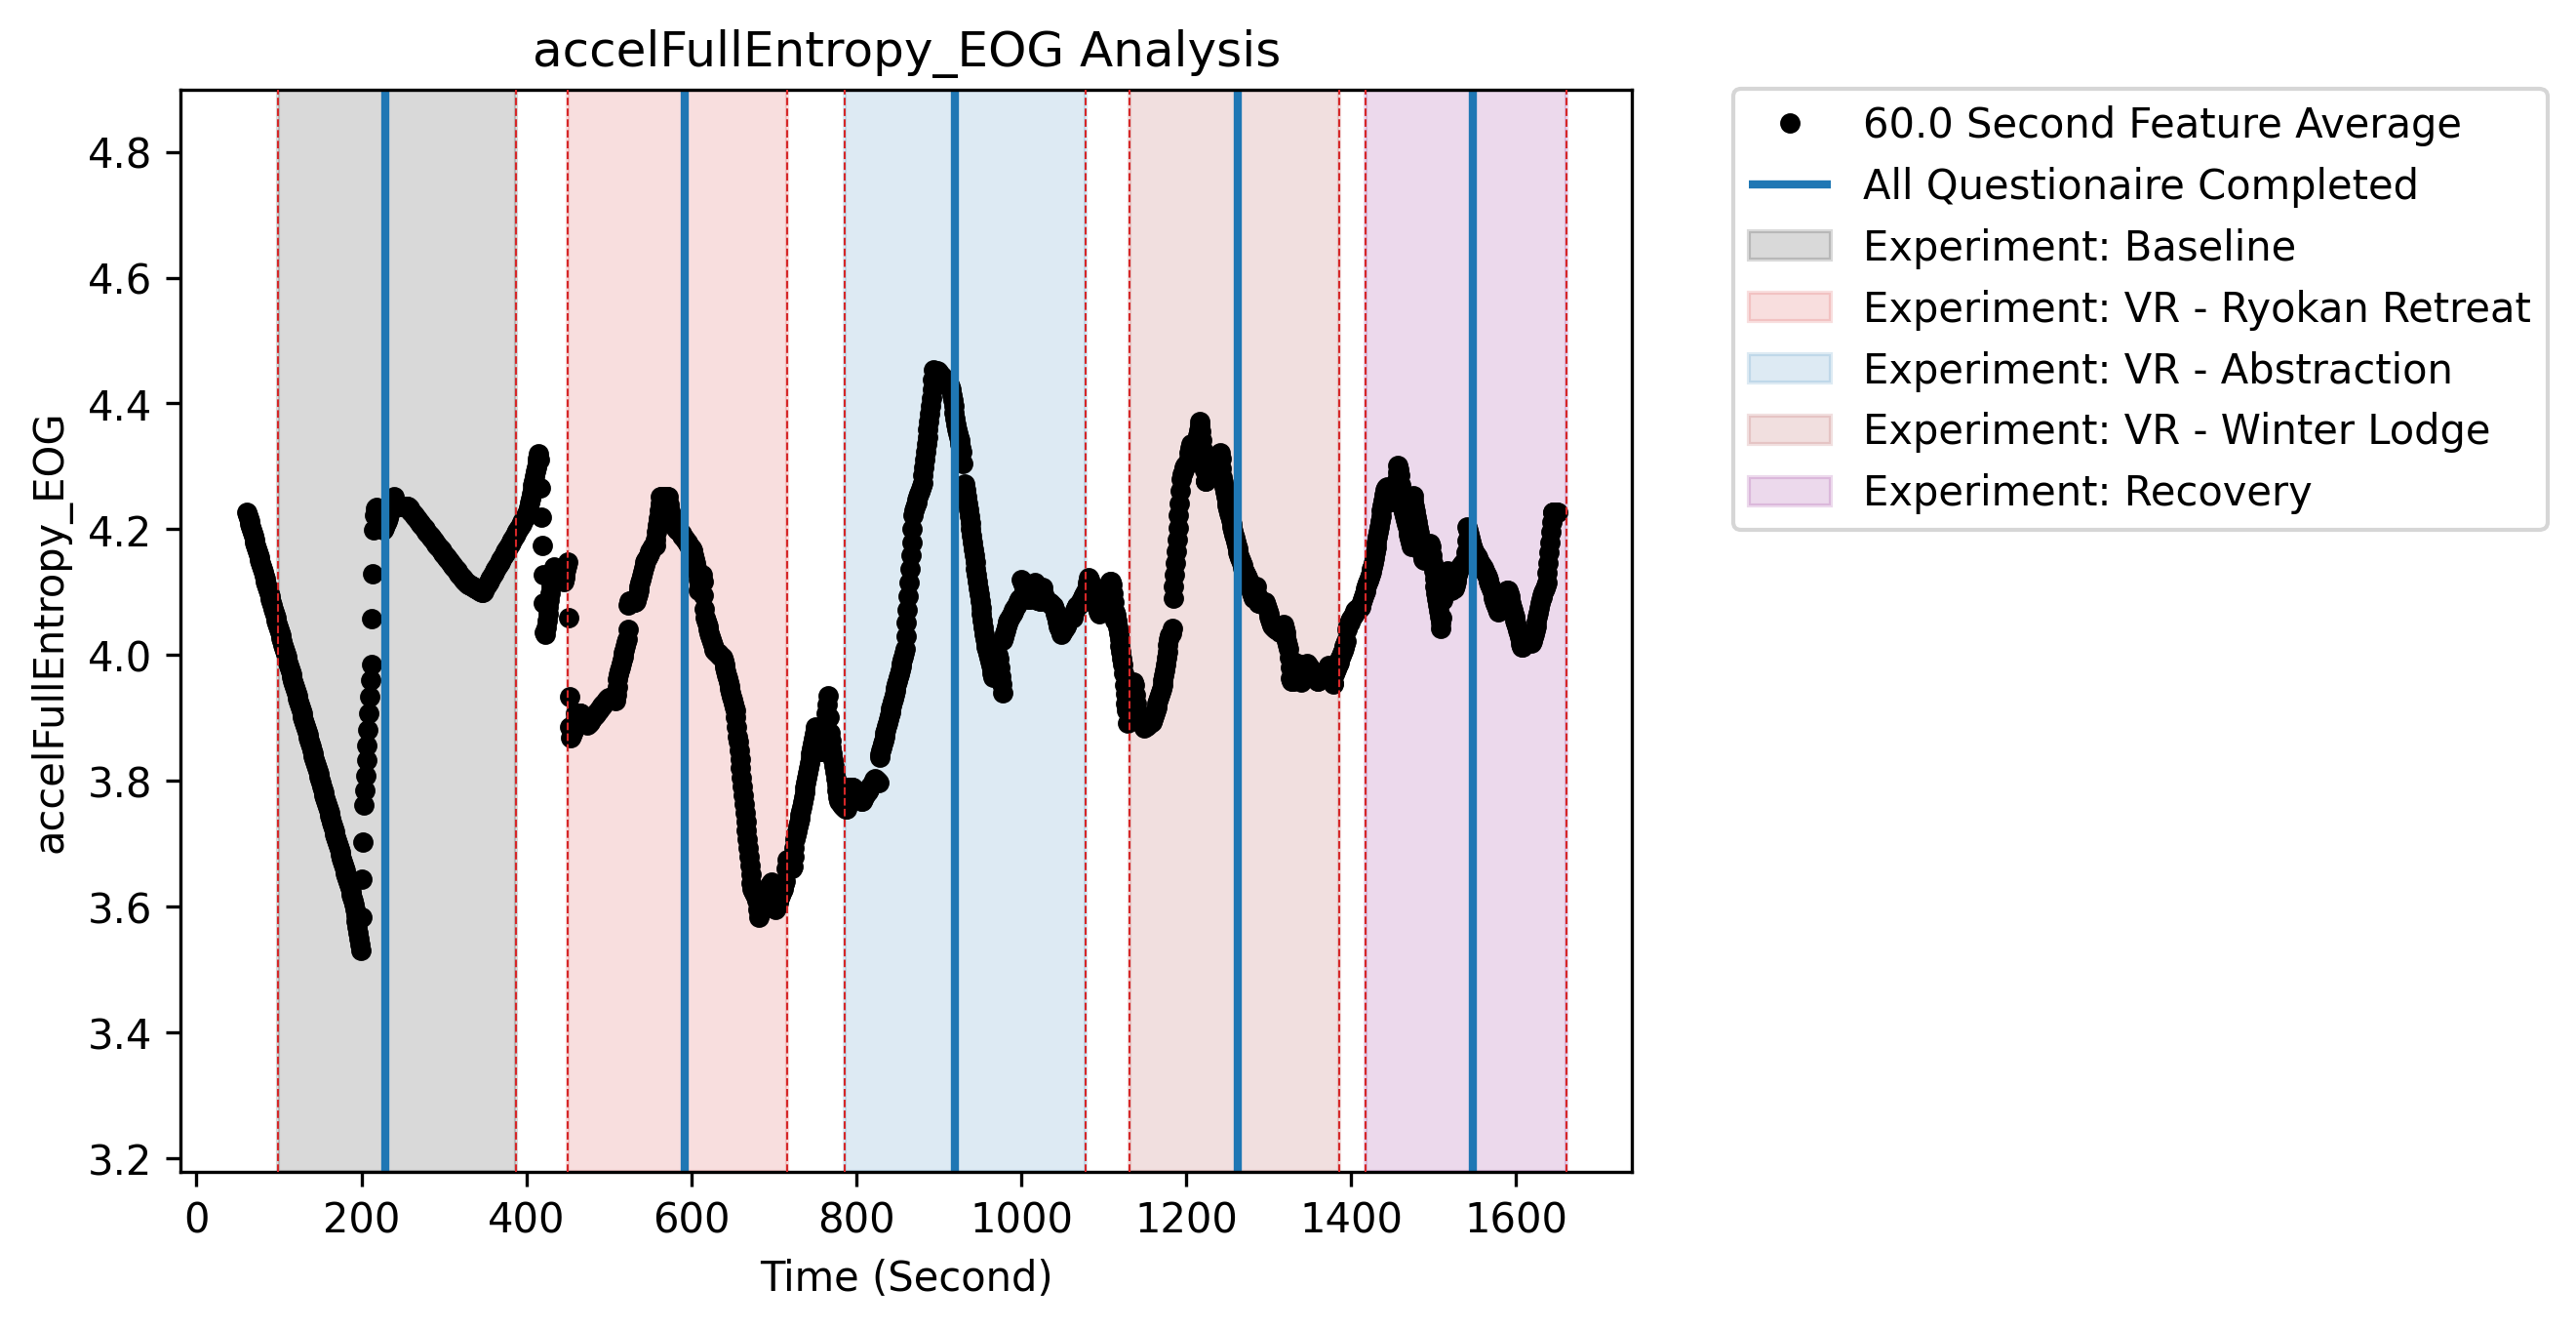 accelFullEntropy_EOG Analysis
4.8
4.6
4.4
4.2
4.0
3.8
3.6
3.4
3.2
accelFullEntropy_EOG
0 200 400 600 800 1000 1200 1400 1600
Time (Second)
60.0 Second Feature Average
All Questionaire Completed
Experiment: Baseline
Experiment: VR - Ryokan Retreat
Experiment: VR - Abstraction
Experiment: VR - Winter Lodge
Experiment: Recovery